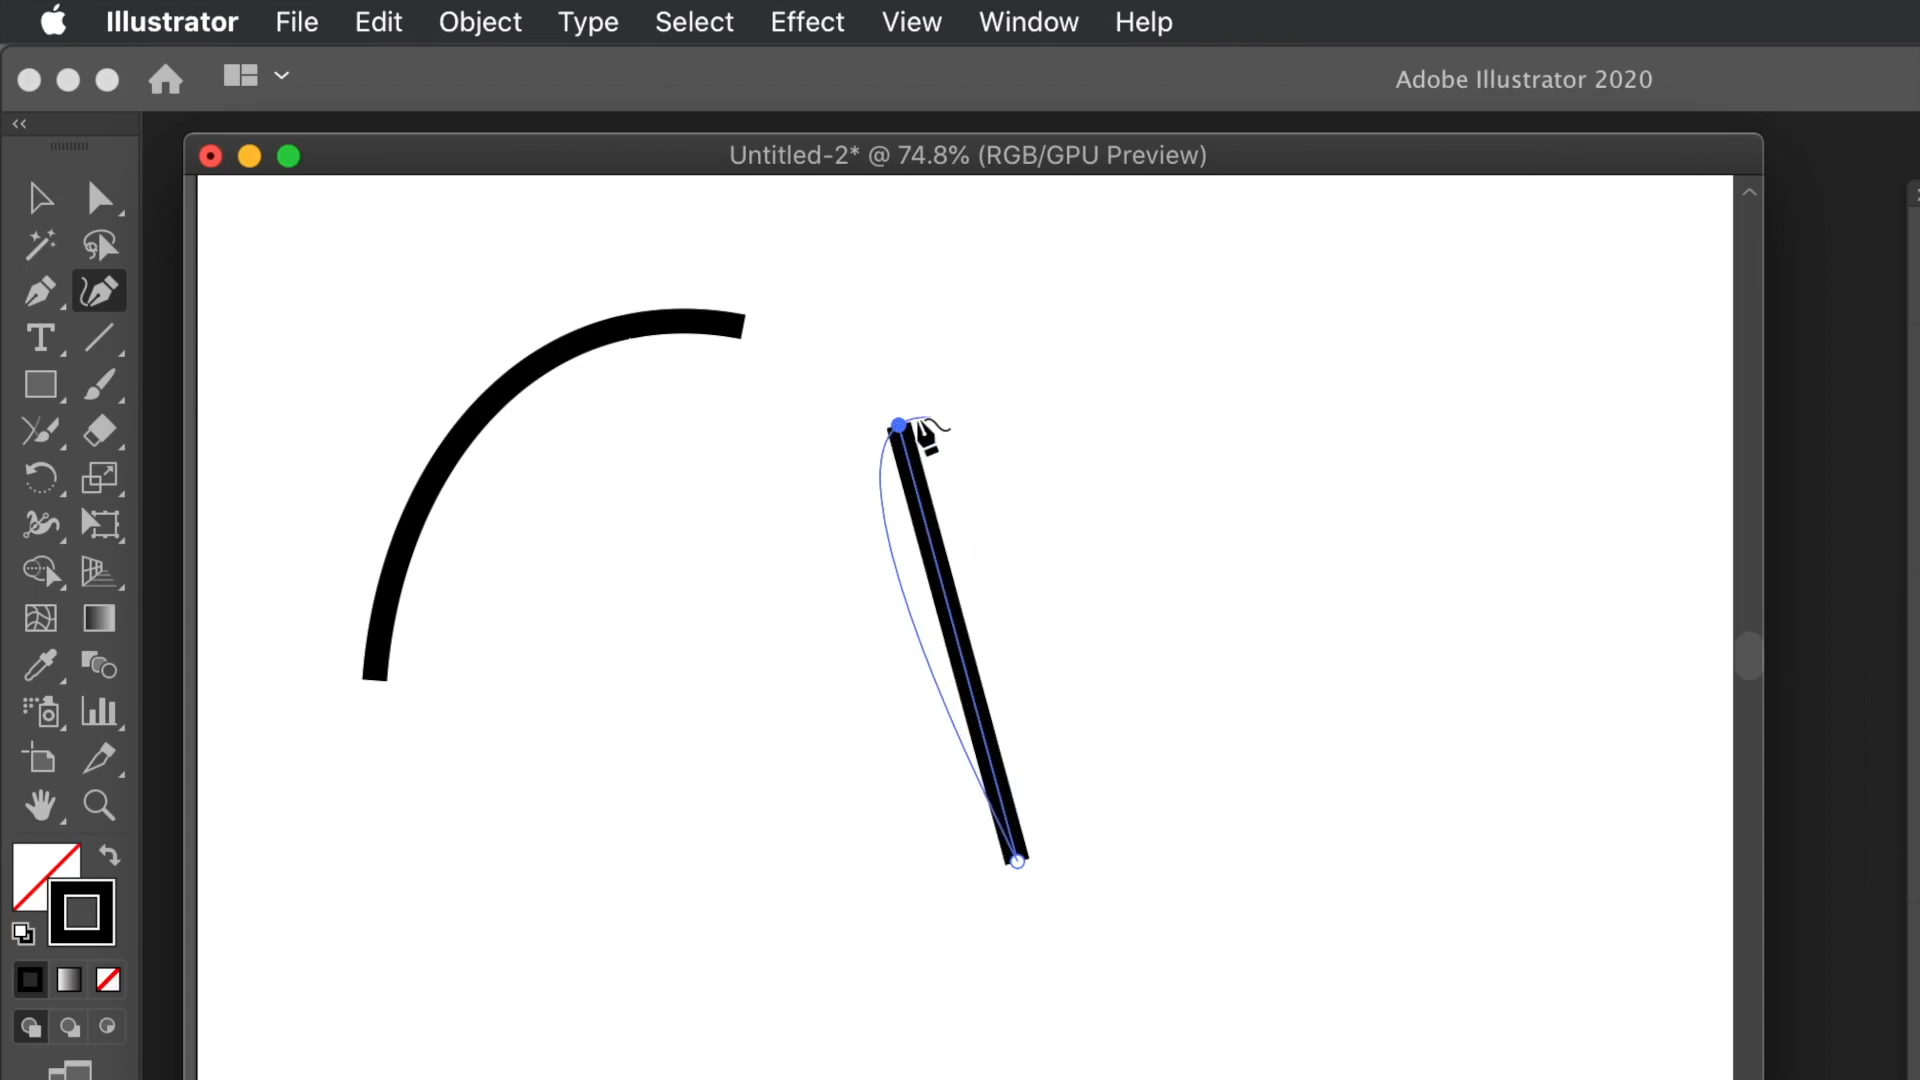 Illustrator File Edit Object Type Select Effect View Window Help
Adobe Illustrator 2020
Untitled-2* @ 74.8% (RGB/GPU Preview)